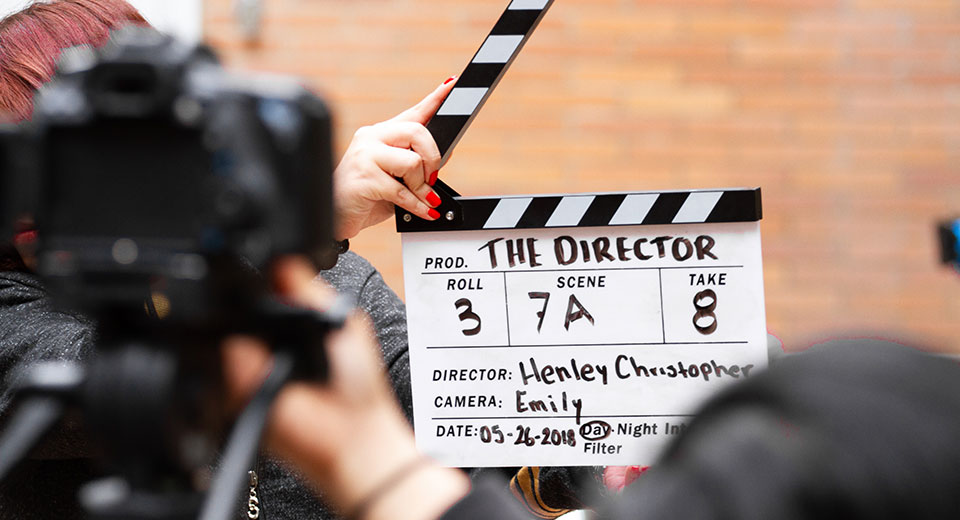 PROD. THE DIRECTOR
ROLL SCENE TAKE
3 7A 8
DIRECTOR: Henley Christopher
CAMERA: Emily
DATE: 05-26-2018 Day·Night Int
Filter